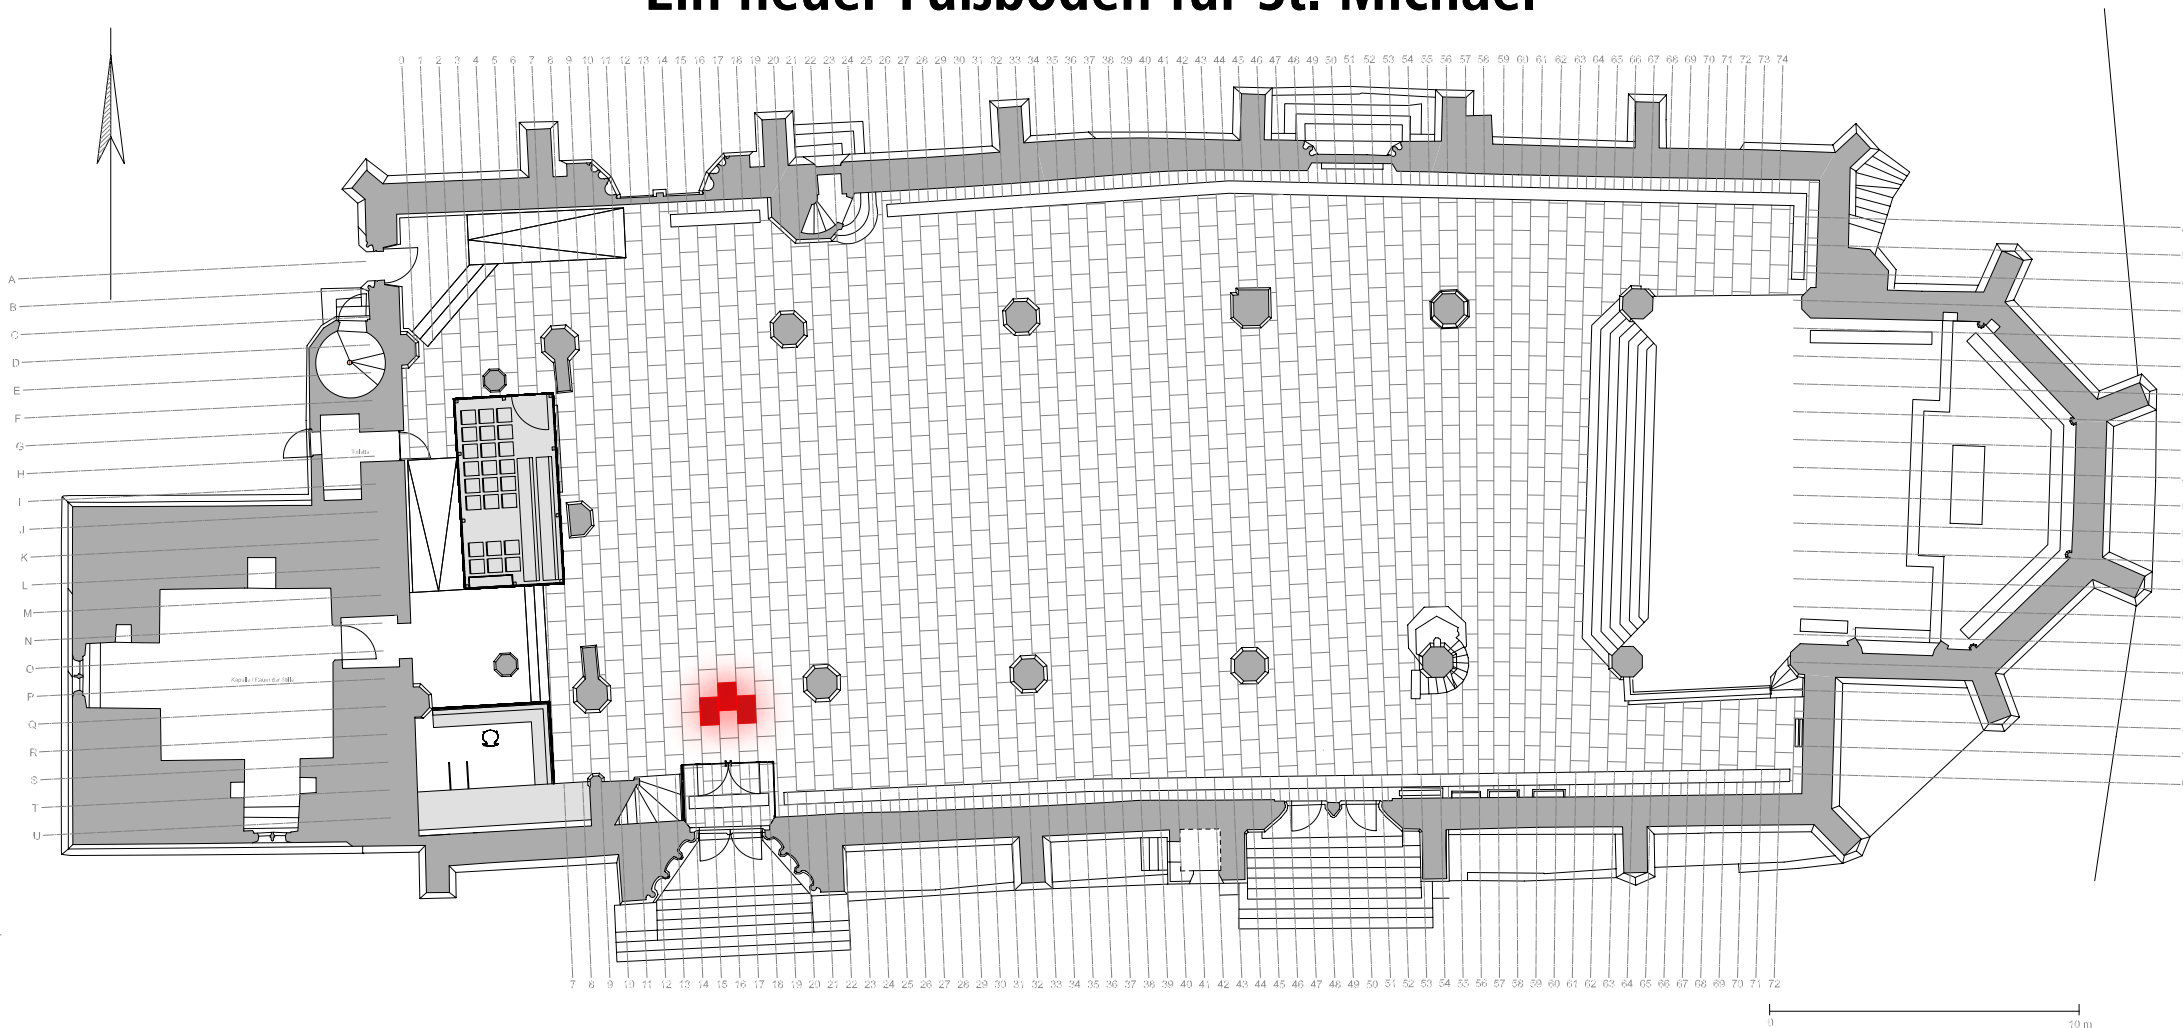 Ein neuer Fußboden für St. Michael
0 1 2 3 4 5 6 7 8 9 10 11 12 13 14 15 16 17 18 19 20 21 22 23 24 25 26 27 28 29 30 31 32 33 34 35 36 37 38 39 40 41 42 43 44 45 46 47 48 49 50 51 52 53 54 55 56 57 58 59 60 61 62 63 64 65 66 67 68 69 70 71 72 73 74
A
B
C
D
E
F
G
H
I
J
K
L
M
N
O
P
Q
R
S
T
U
7 8 9 10 11 12 13 14 15 16 17 18 19 20 21 22 23 24 25 26 27 28 29 30 31 32 33 34 35 36 37 38 39 40 41 42 43 44 45 46 47 48 49 50 51 52 53 54 55 56 57 58 59 60 61 62 63 64 65 66 67 68 69 70 71 72
0 10 m